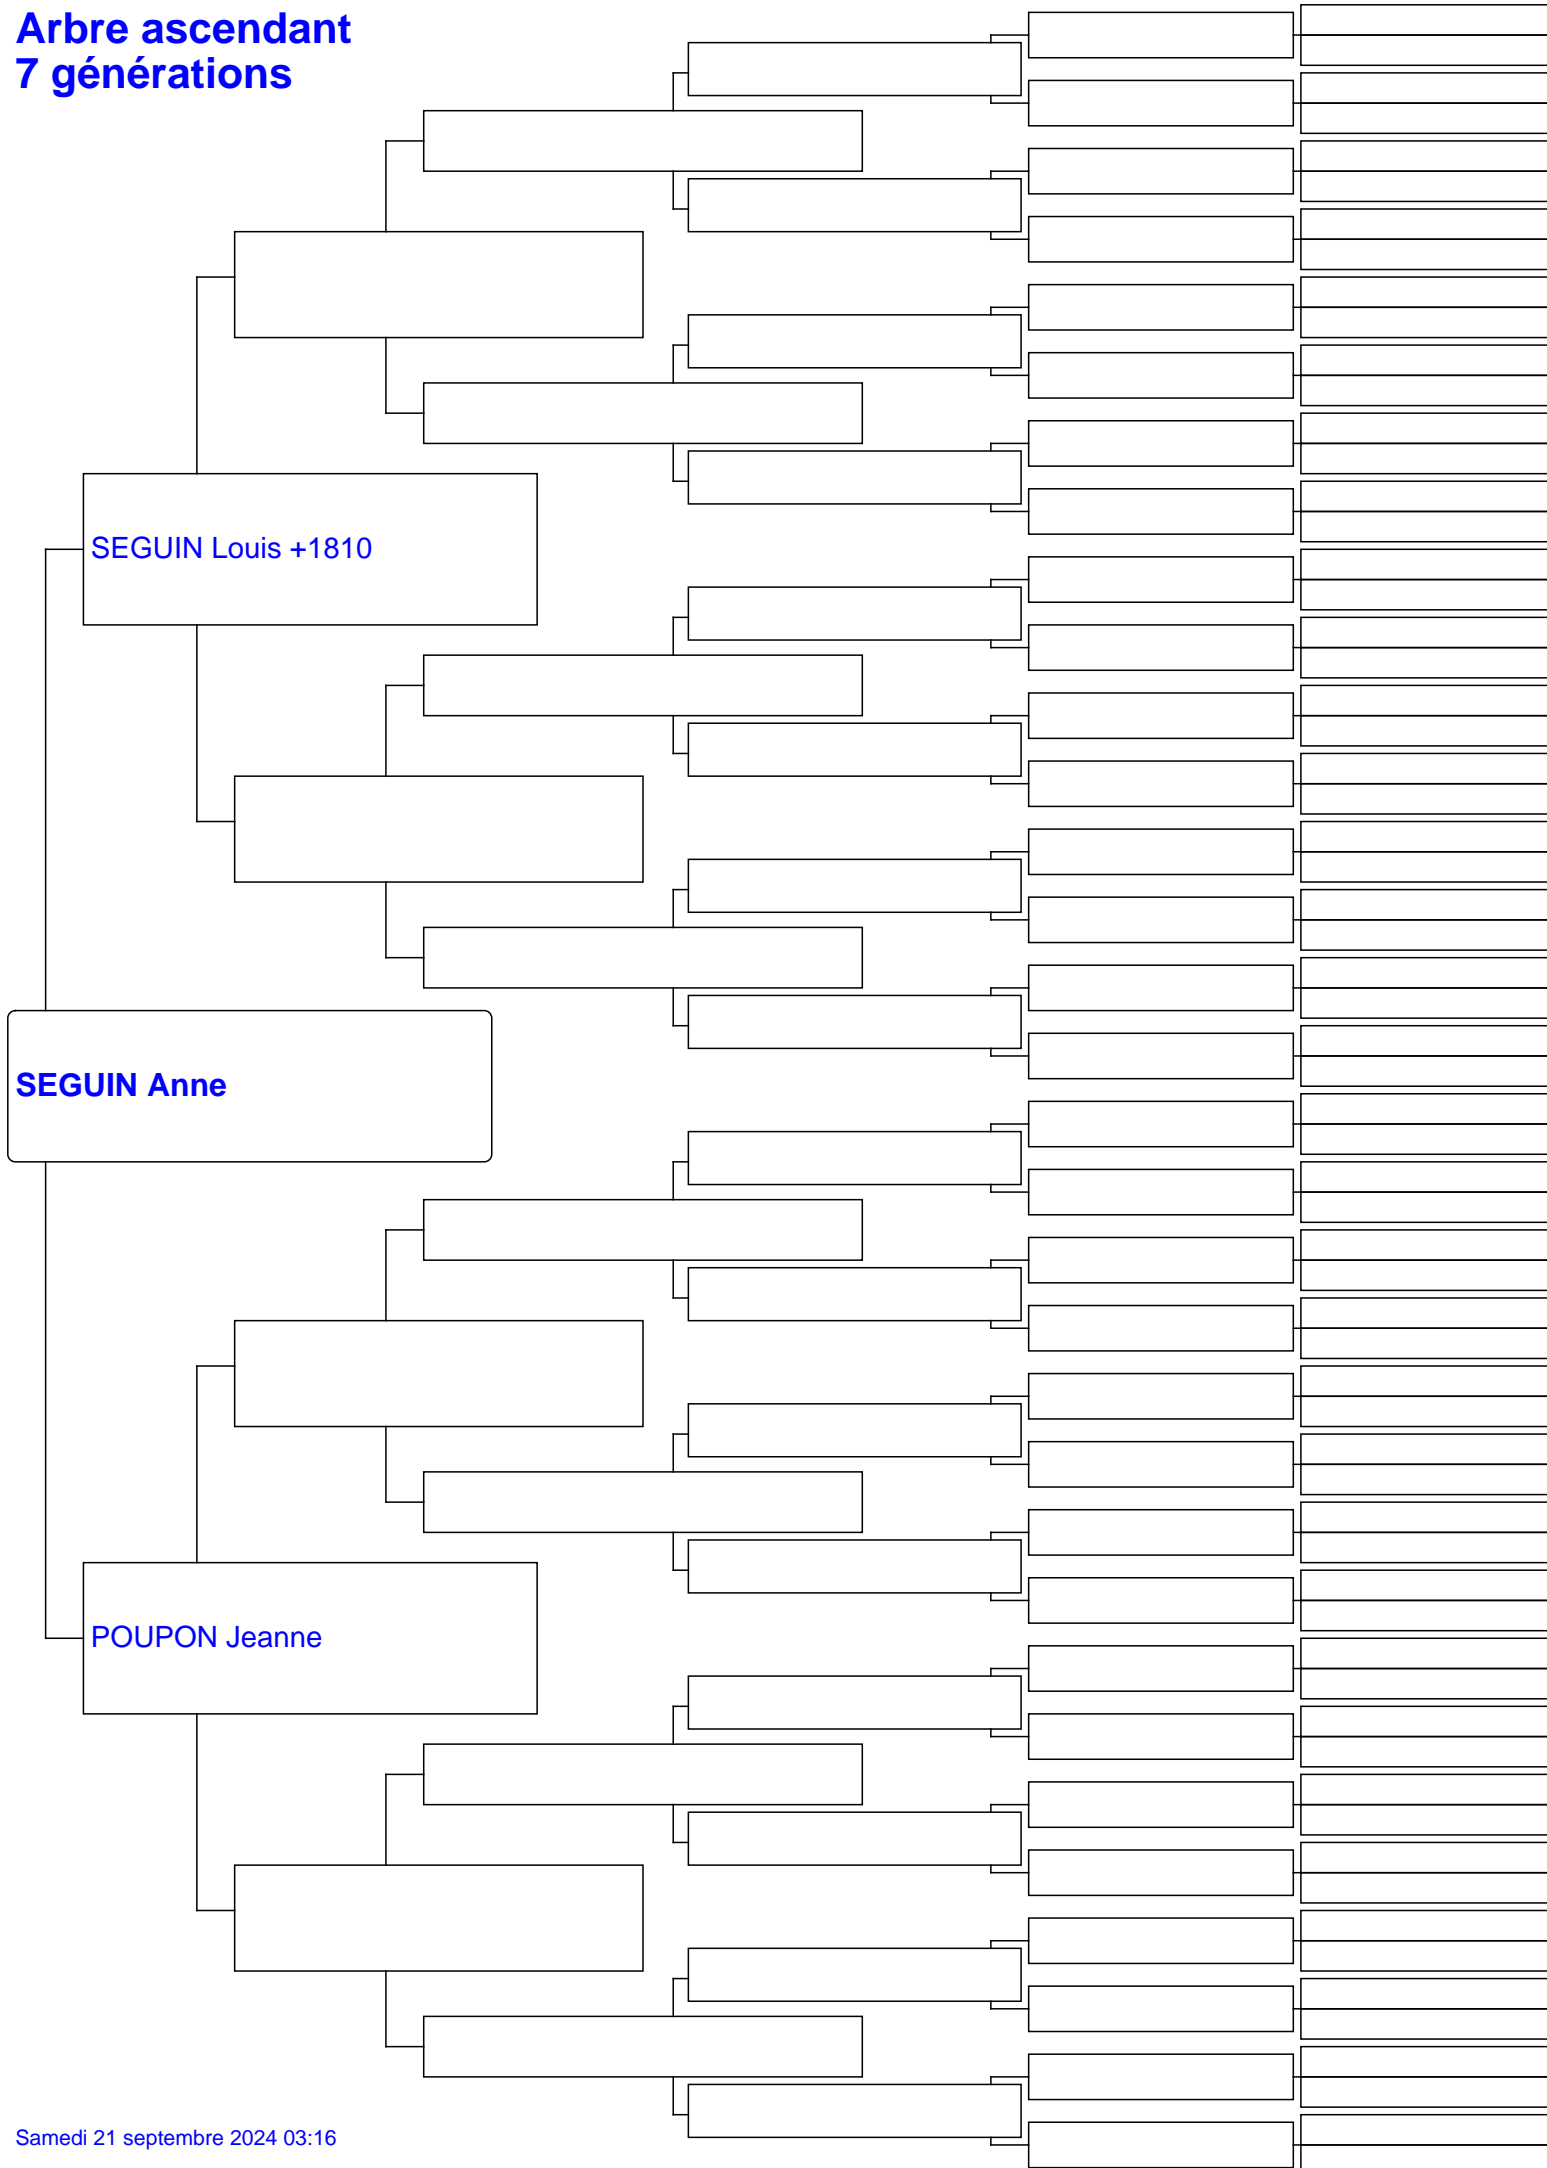 Arbre ascendant
7 générations
SEGUIN Louis +1810
SEGUIN Anne
POUPON Jeanne
Samedi 21 septembre 2024 03:16